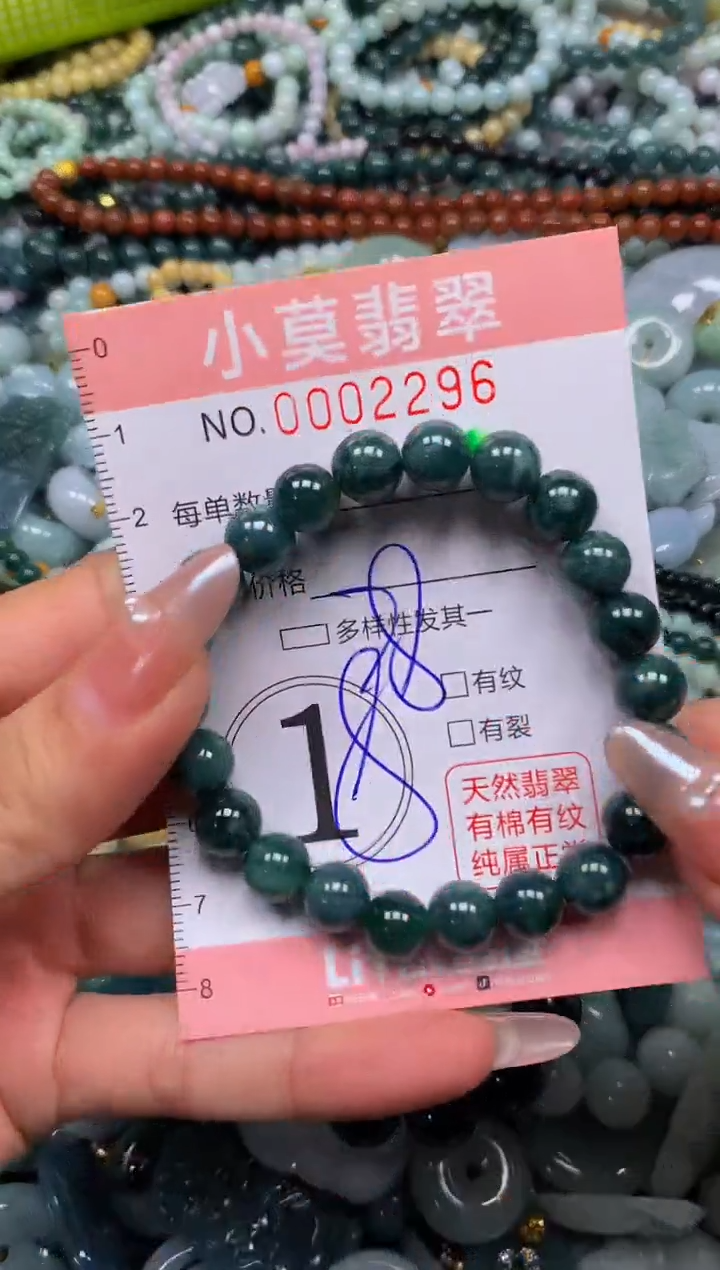 小莫翡翠
NO.0002296
0
1
2
7
8
每单数
价格
多样性发其一
有纹
有裂
1
天然翡翠
有棉有纹
纯属正